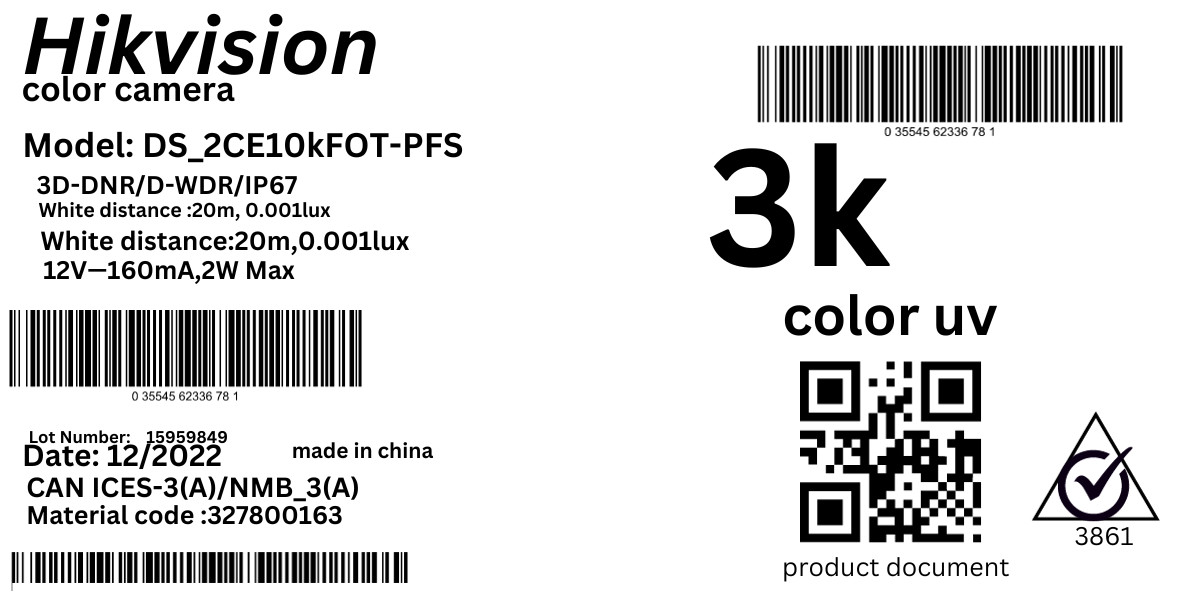 Hikvision
color camera
Model: DS_2CE10kFOT-PFS
3D-DNR/D-WDR/IP67
White distance :20m, 0.001lux
White distance:20m,0.001lux
12V—160mA,2W Max
0 35545 62336 78 1
Lot Number: 15959849
Date: 12/2022
made in china
CAN ICES-3(A)/NMB_3(A)
Material code :327800163
0 35545 62336 78 1
3k
color uv
product document
3861